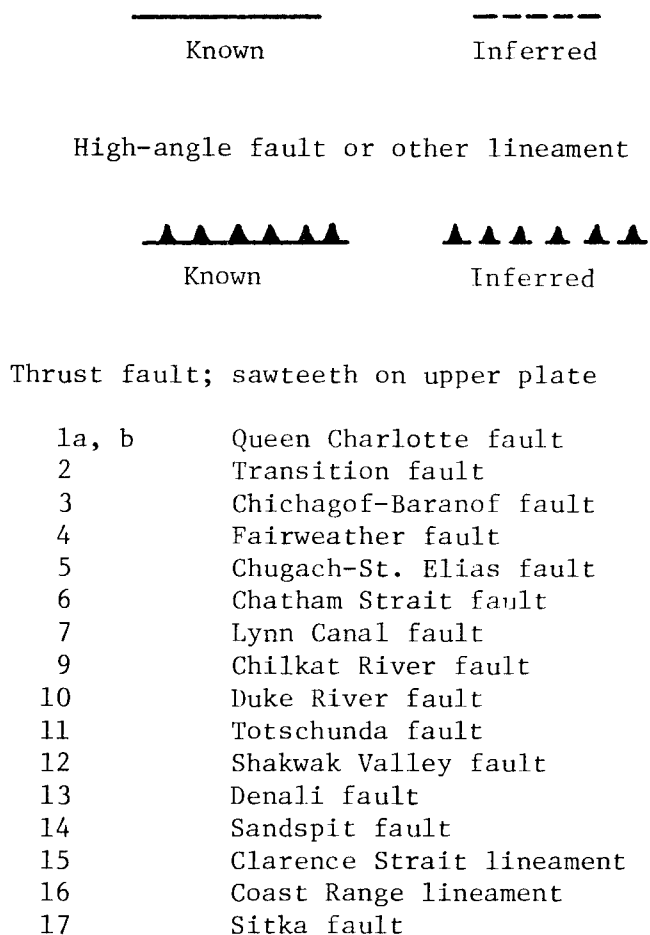 Known Inferred
High-angle fault or other lineament
Known Inferred
Thrust fault; sawteeth on upper plate
1a, b Queen Charlotte fault
2 Transition fault
3 Chichagof-Baranof fault
4 Fairweather fault
5 Chugach-St. Elias fault
6 Chatham Strait fault
7 Lynn Canal fault
9 Chilkat River fault
10 Duke River fault
11 Totschunda fault
12 Shakwak Valley fault
13 Denali fault
14 Sandspit fault
15 Clarence Strait lineament
16 Coast Range lineament
17 Sitka fault